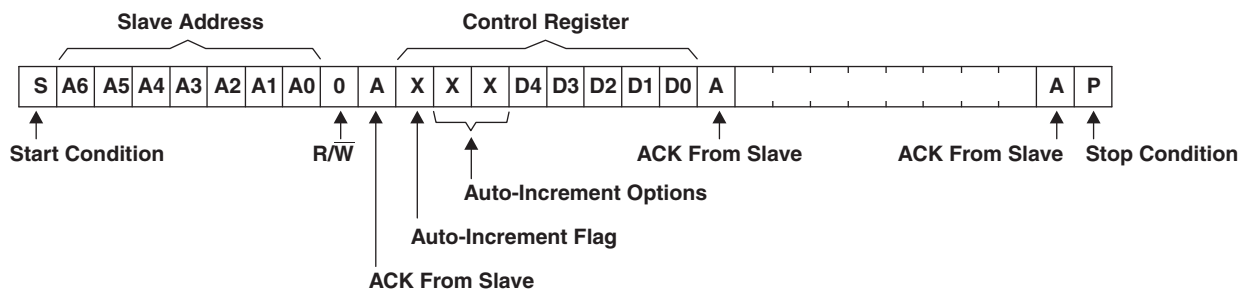 Slave Address Control Register
S A6 A5 A4 A3 A2 A1 A0 0 A X X X D4 D3 D2 D1 D0 A A P
Start Condition R/W̅ ACK From Slave ACK From Slave Stop Condition
Auto-Increment Options
Auto-Increment Flag
ACK From Slave